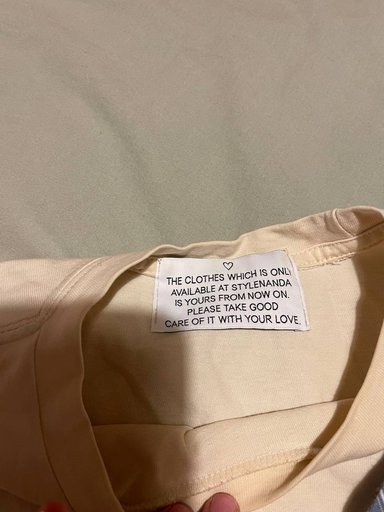 THE CLOTHES WHICH IS ONLY
AVAILABLE AT STYLENANDA
IS YOURS FROM NOW ON.
PLEASE TAKE GOOD
CARE OF IT WITH YOUR LOVE.